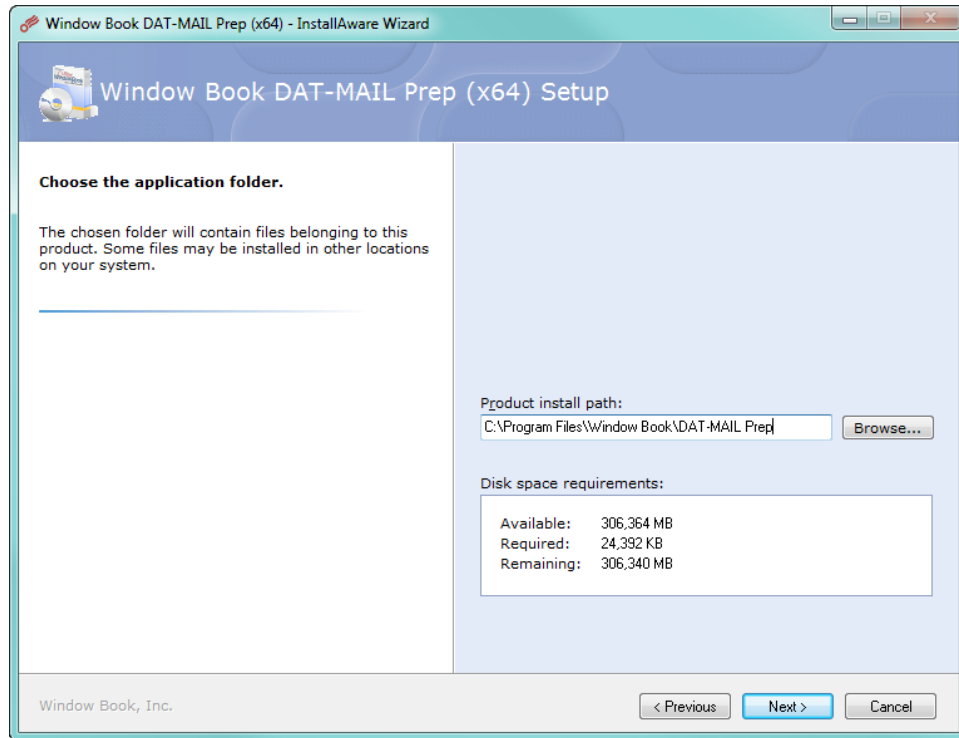 Window Book DAT-MAIL Prep (x64) - InstallAware Wizard
Window Book DAT-MAIL Prep (x64) Setup
Choose the application folder.
The chosen folder will contain files belonging to this
product. Some files may be installed in other locations
on your system.
Product install path:
C:\Program Files\Window Book\DAT-MAIL Prep
Browse...
Disk space requirements:
Available: 306,364 MB
Required: 24,392 KB
Remaining: 306,340 MB
Window Book, Inc.
< Previous
Next >
Cancel